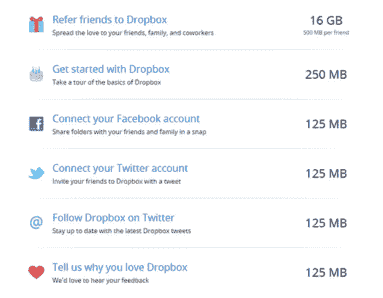 Refer friends to Dropbox
16 GB
Spread the love to your friends, family, and coworkers
500 MB per friend
Get started with Dropbox
250 MB
Take a tour of the basics of Dropbox
Connect your Facebook account
125 MB
Share folders with your friends and family in a snap
Connect your Twitter account
125 MB
Invite your friends to Dropbox with a tweet
Follow Dropbox on Twitter
125 MB
Stay up to date with the latest Dropbox tweets
Tell us why you love Dropbox
125 MB
We'd love to hear your feedback